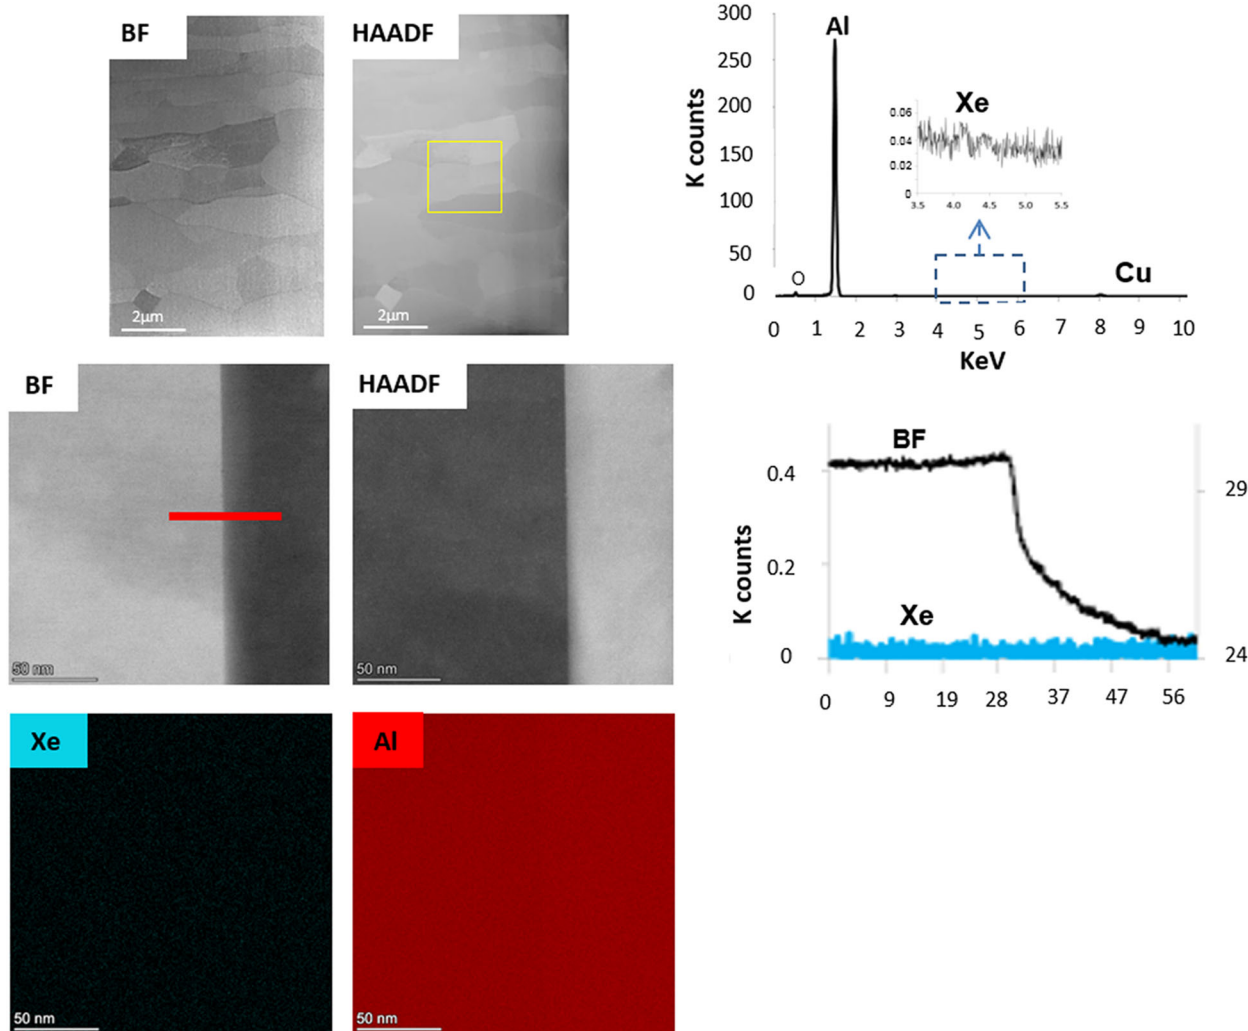 BF
HAADF
2μm
2μm
300
250
200
150
100
50
0
K counts
Al
Xe
0.06
0.04
0.02
0
3.5 4.0 4.5 5.0 5.5
O
Cu
0 1 2 3 4 5 6 7 8 9 10
KeV
BF
HAADF
50 nm
50 nm
BF
Xe
0.4
0.2
0
K counts
29
24
0 9 19 28 37 47 56
Xe
Al
50 nm
50 nm